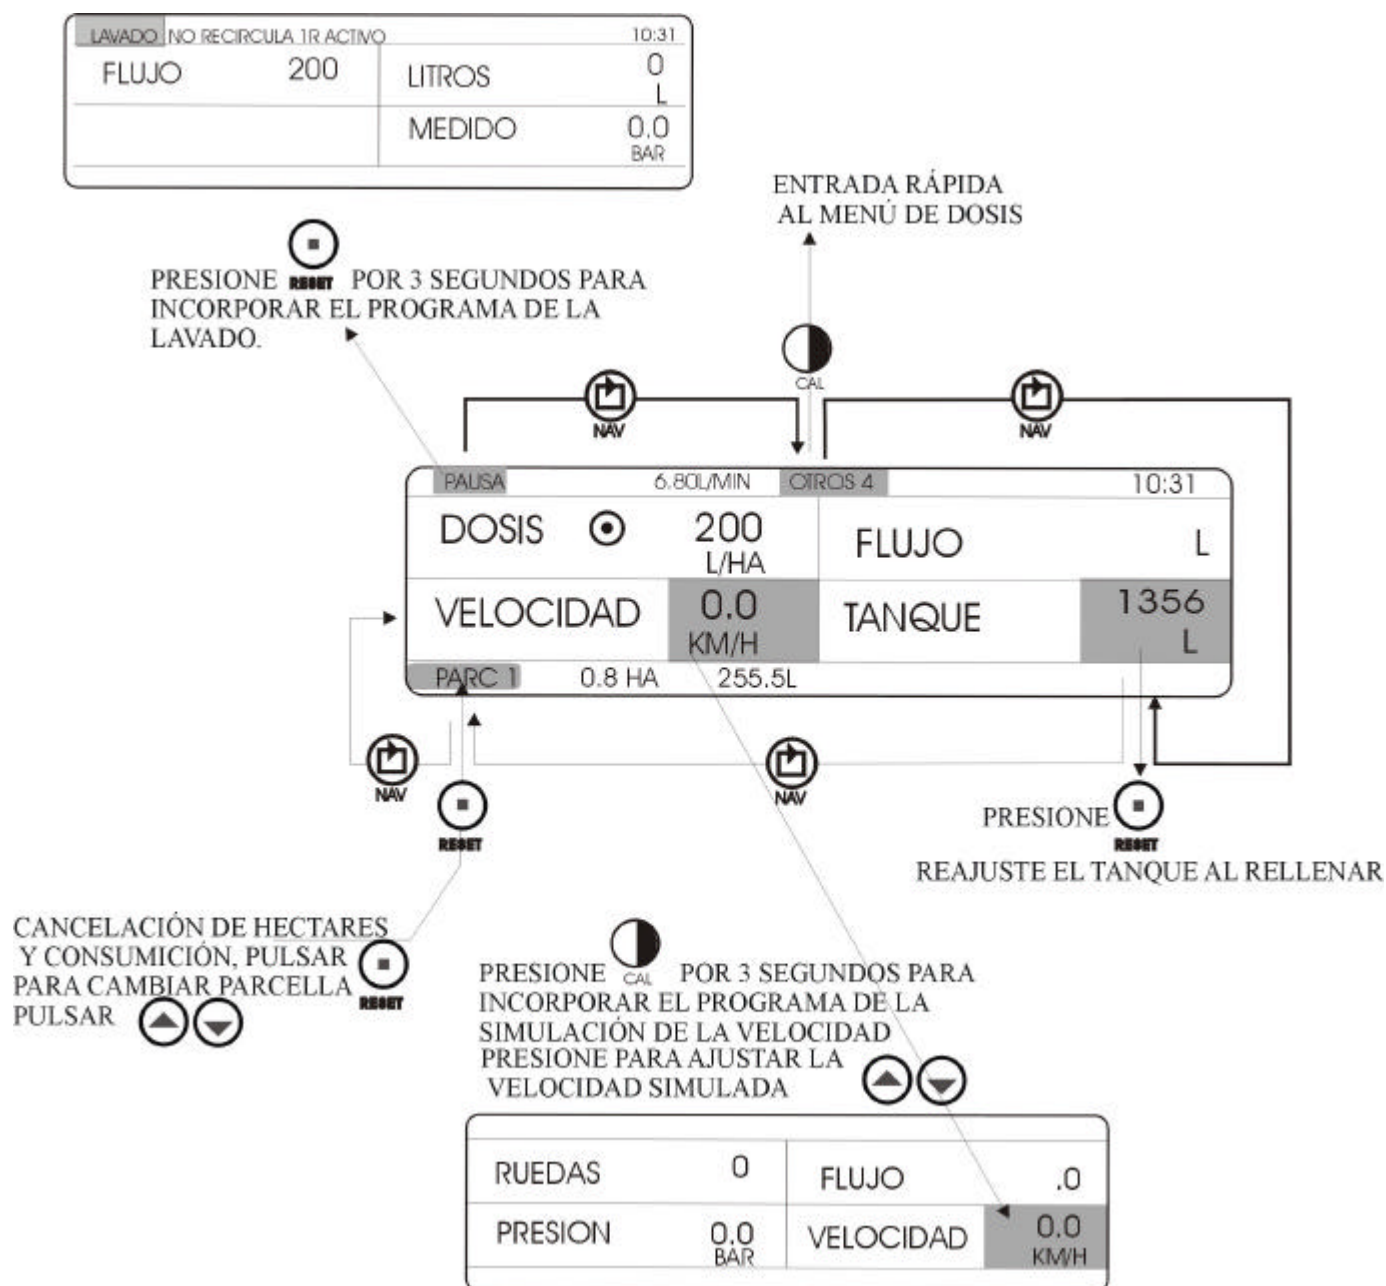 LAVADO NO RECIRCULA 1R ACTIVO 10:31
FLUJO 200 LITROS 0
L
MEDIDO 0.0
BAR
ENTRADA RÁPIDA
AL MENÚ DE DOSIS
PRESIONE RESET POR 3 SEGUNDOS PARA
INCORPORAR EL PROGRAMA DE LA
LAVADO.
CAL
NAV
NAV
PAUSA 6.80L/MIN OTROS 4 10:31
DOSIS 200 FLUJO L
L/HA
VELOCIDAD 0.0 TANQUE 1356
KM/H L
PARC 1 0.8 HA 255.5L
NAV
NAV
RESET
PRESIONE RESET
REAJUSTE EL TANQUE AL RELLENAR
CANCELACIÓN DE HECTARES
Y CONSUMICIÓN, PULSAR
PARA CAMBIAR PARCELLA RESET
PULSAR
PRESIONE CAL POR 3 SEGUNDOS PARA
INCORPORAR EL PROGRAMA DE LA
SIMULACIÓN DE LA VELOCIDAD
PRESIONE PARA AJUSTAR LA
VELOCIDAD SIMULADA
RUEDAS 0 FLUJO .0
PRESION 0.0 VELOCIDAD 0.0
BAR KM/H